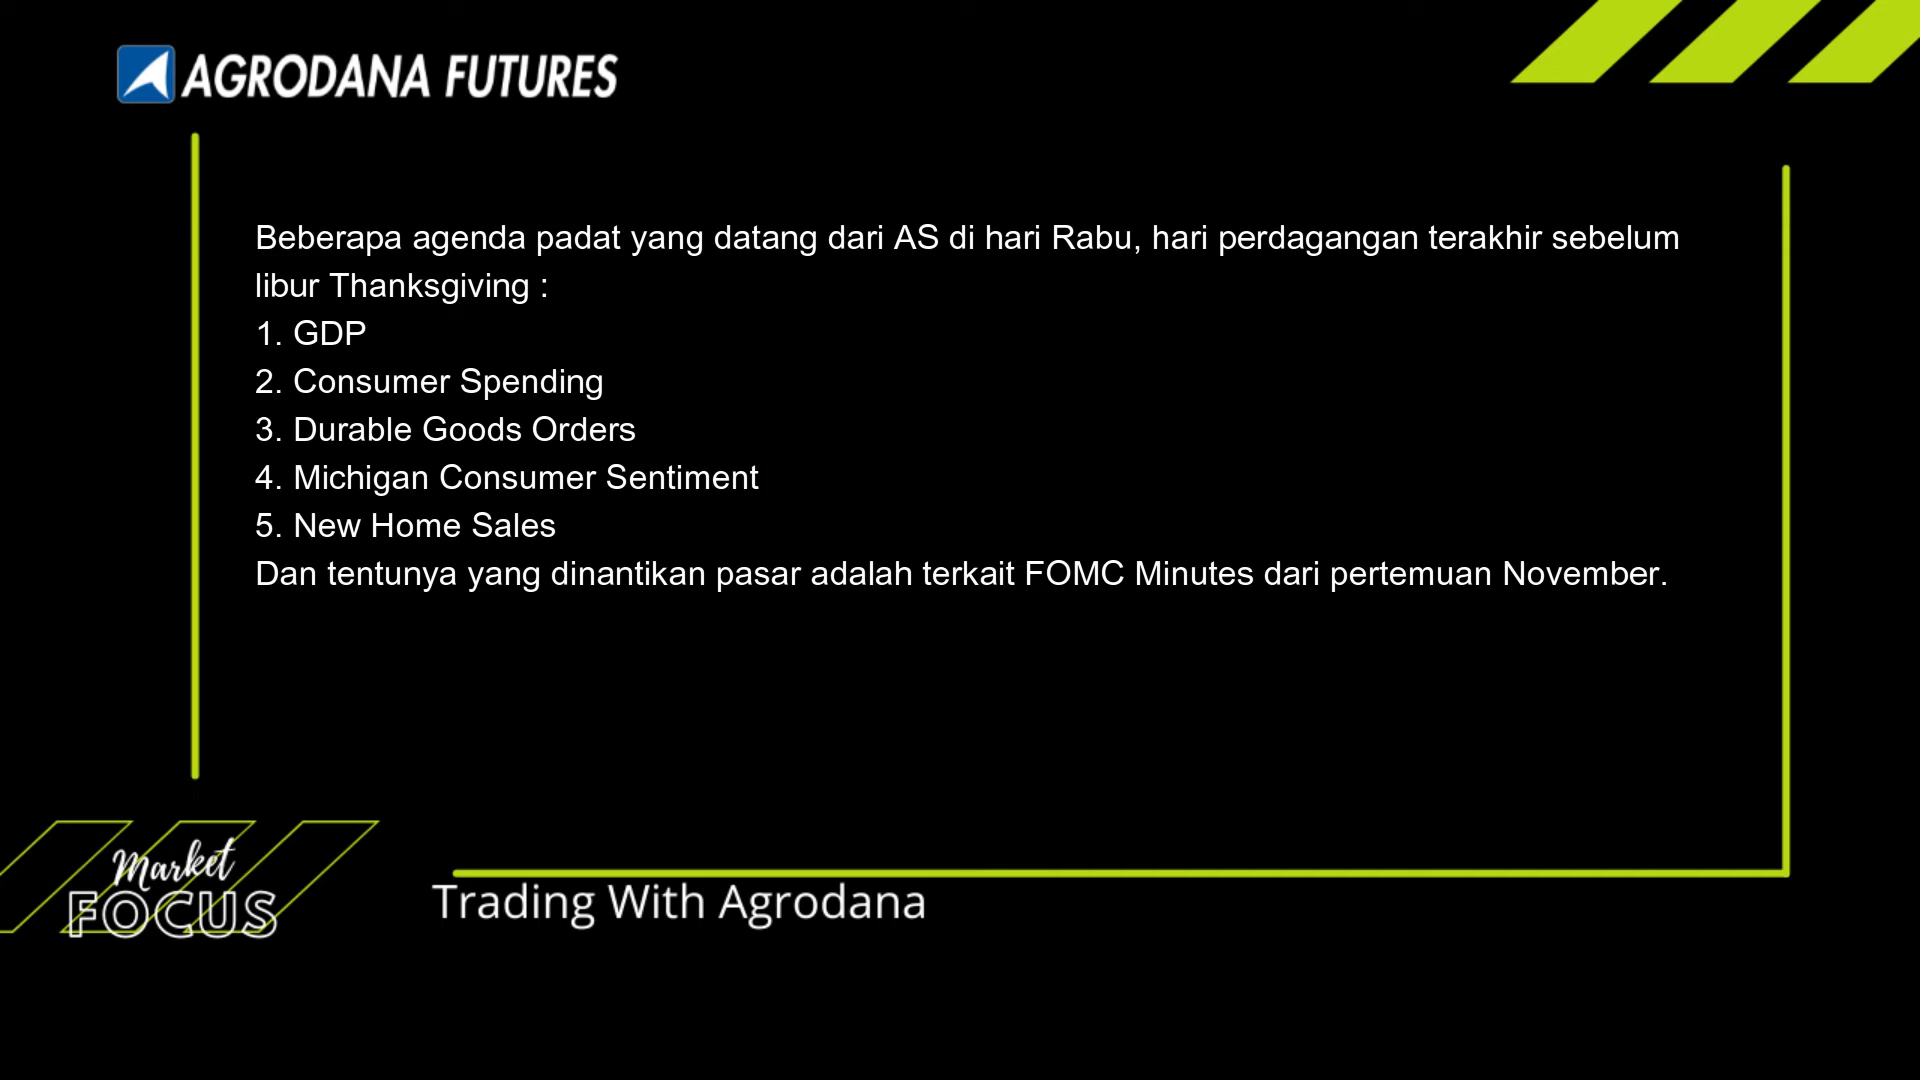 AGRODANA FUTURES
Beberapa agenda padat yang datang dari AS di hari Rabu, hari perdagangan terakhir sebelum
libur Thanksgiving :
1. GDP
2. Consumer Spending
3. Durable Goods Orders
4. Michigan Consumer Sentiment
5. New Home Sales
Dan tentunya yang dinantikan pasar adalah terkait FOMC Minutes dari pertemuan November.
Market
FOCUS
Trading With Agrodana